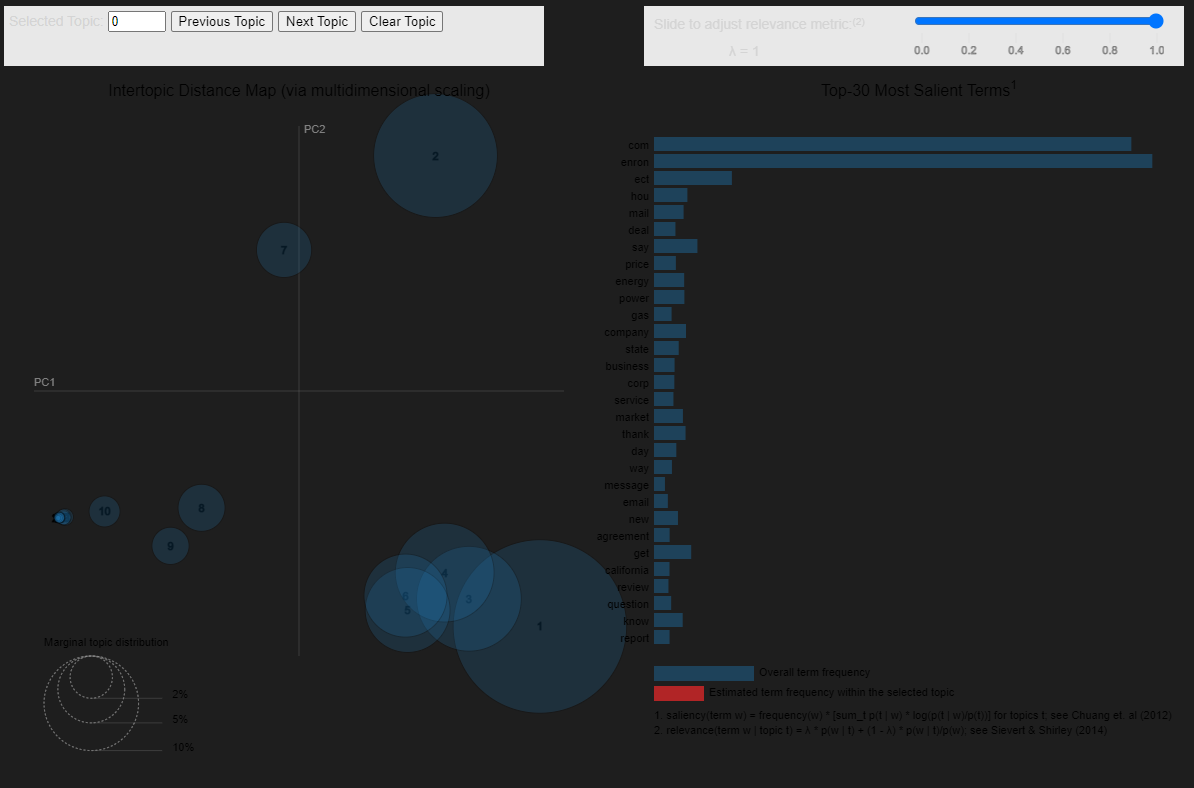 Selected Topic: 0 Previous Topic Next Topic Clear Topic
Slide to adjust relevance metric:(2)
λ = 1
0.0 0.2 0.4 0.6 0.8 1.0
Intertopic Distance Map (via multidimensional scaling)
PC2
PC1
2
7
10
8
9
4
6
3
5
1
Marginal topic distribution
2%
5%
10%
Top-30 Most Salient Terms1
com
enron
ect
hou
mail
deal
say
price
energy
power
gas
company
state
business
corp
service
market
thank
day
way
message
email
new
agreement
get
california
review
question
know
report
Overall term frequency
Estimated term frequency within the selected topic
1. saliency(term w) = frequency(w) * [sum_t p(t | w) * log(p(t | w)/p(t))] for topics t; see Chuang et. al (2012)
2. relevance(term w | topic t) = λ * p(w | t) + (1 - λ) * p(w | t)/p(w); see Sievert & Shirley (2014)